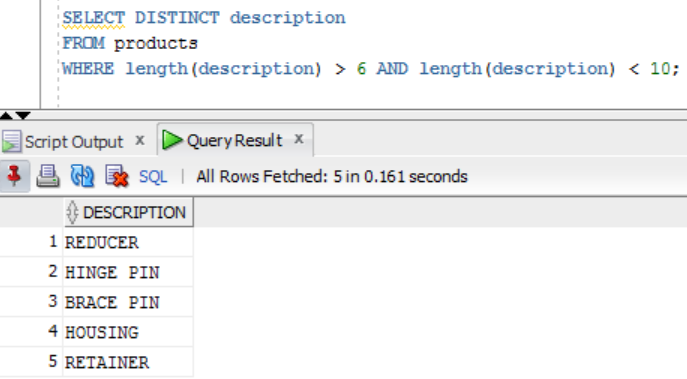 SELECT DISTINCT description
FROM products
WHERE length(description) > 6 AND length(description) < 10;
Script Output x Query Result x
SQL | All Rows Fetched: 5 in 0.161 seconds
DESCRIPTION
1 REDUCER
2 HINGE PIN
3 BRACE PIN
4 HOUSING
5 RETAINER